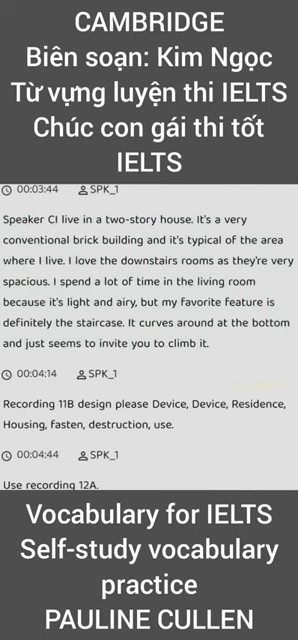 CAMBRIDGE
Biên soạn: Kim Ngọc
Từ vựng luyện thi IELTS
Chúc con gái thi tốt
IELTS
00:03:44 SPK_1
Speaker CI live in a two-story house. It's a very
conventional brick building and it's typical of the area
where I live. I love the downstairs rooms as they're very
spacious. I spend a lot of time in the living room
because it's light and airy, but my favorite feature is
definitely the staircase. It curves around at the bottom
and just seems to invite you to climb it.
00:04:14 SPK_1
Recording 11B design please Device, Device, Residence,
Housing, fasten, destruction, use.
00:04:44 SPK_1
Use recording 12A.
Vocabulary for IELTS
Self-study vocabulary
practice
PAULINE CULLEN